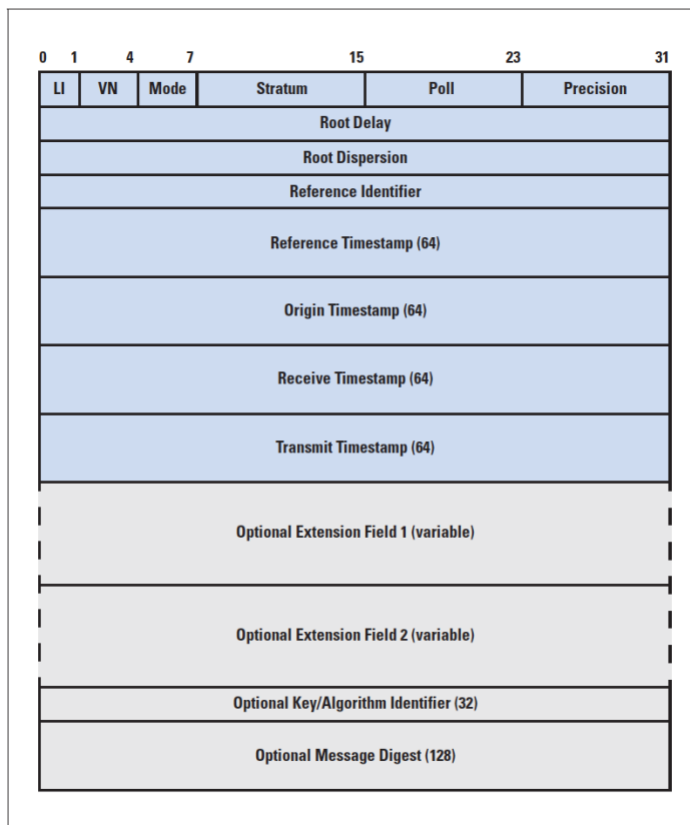 0 1 4 7 15 23 31
LI VN Mode Stratum Poll Precision
Root Delay
Root Dispersion
Reference Identifier
Reference Timestamp (64)
Origin Timestamp (64)
Receive Timestamp (64)
Transmit Timestamp (64)
Optional Extension Field 1 (variable)
Optional Extension Field 2 (variable)
Optional Key/Algorithm Identifier (32)
Optional Message Digest (128)